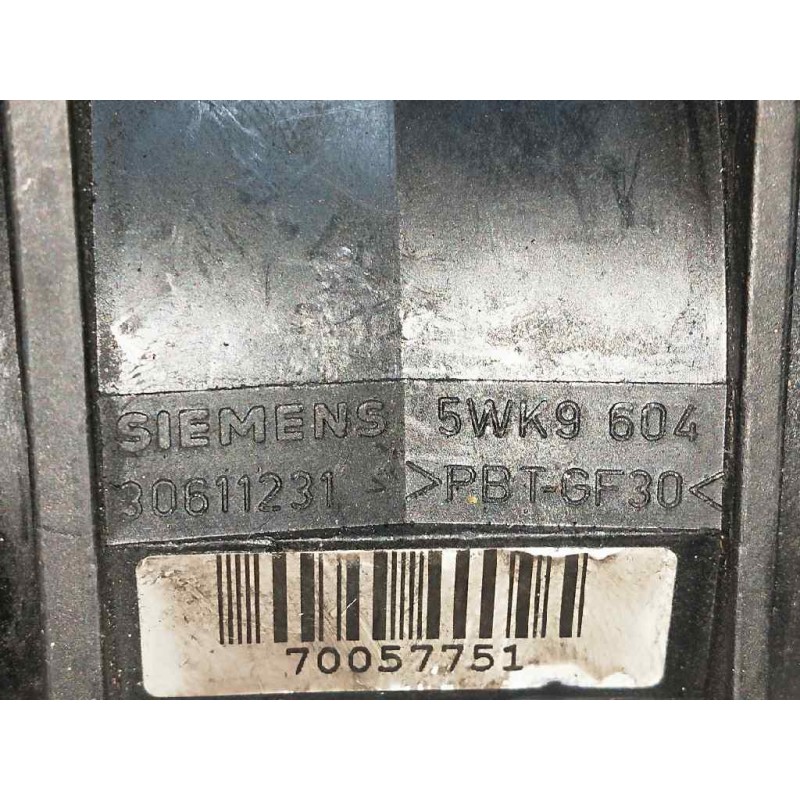 SIEMENS 5WK9 604
30611231 >PBT-GF30<
70057751